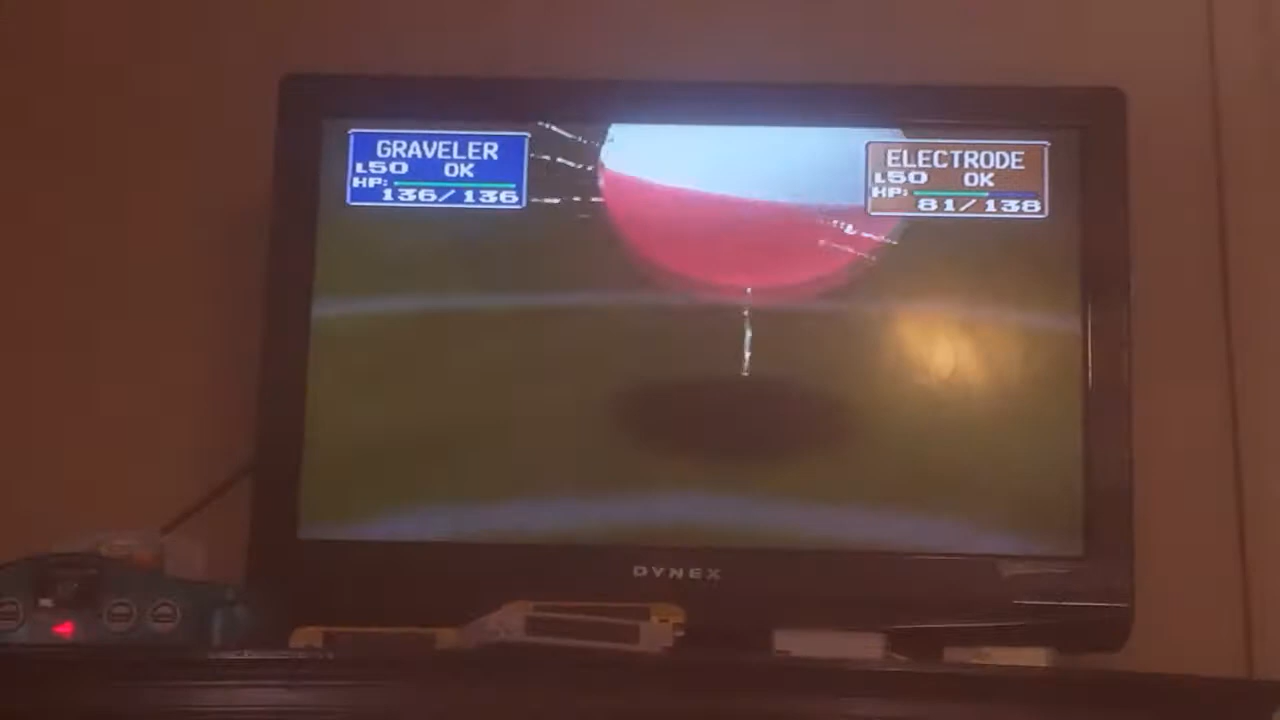 GRAVELER
L50 OK
HP:
136/136
ELECTRODE
L50 OK
HP:
81/138
DYNEX